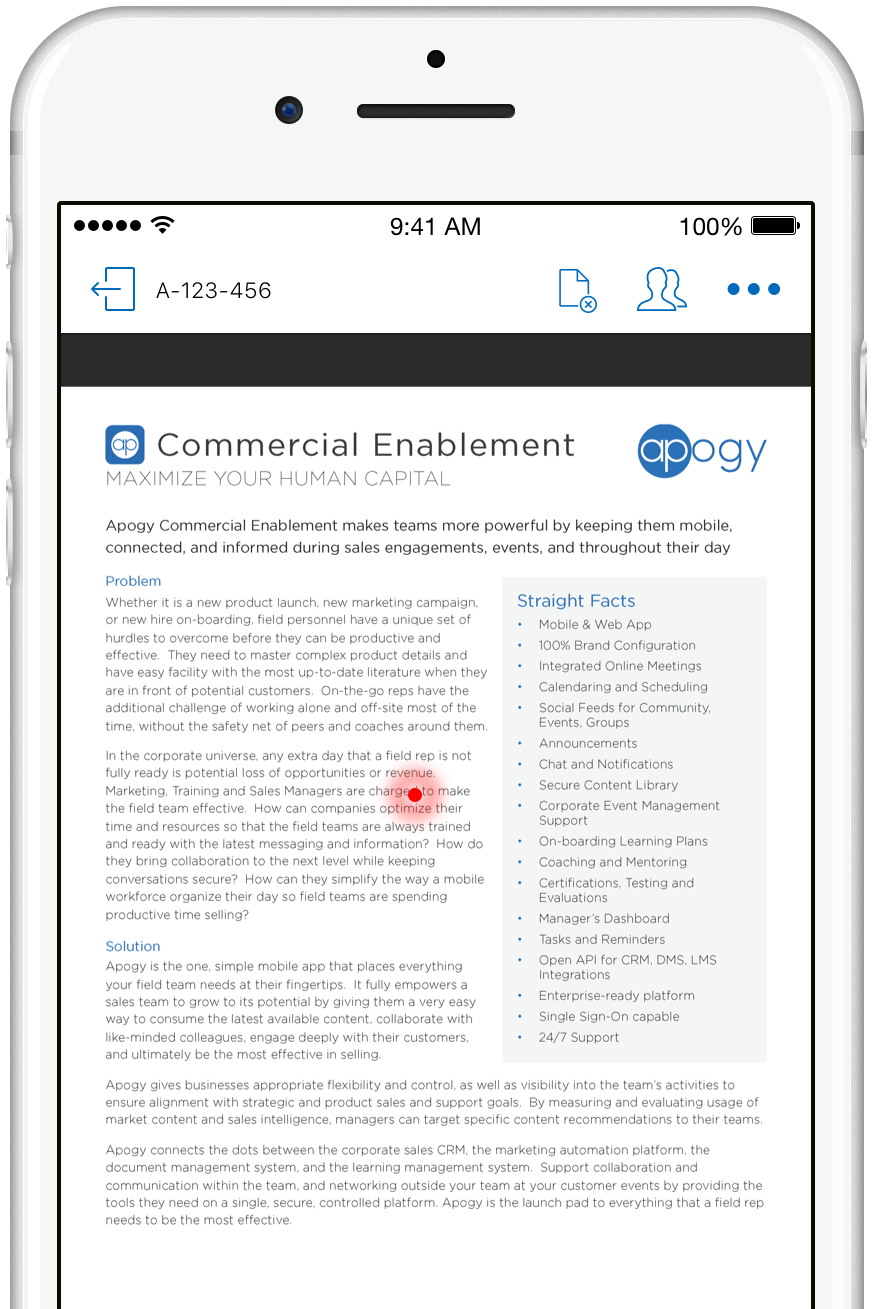 9:41 AM
100%
A-123-456
ap Commercial Enablement
apogy
MAXIMIZE YOUR HUMAN CAPITAL
Apogy Commercial Enablement makes teams more powerful by keeping them mobile,
connected, and informed during sales engagements, events, and throughout their day
Problem
Whether it is a new product launch, new marketing campaign,
or new hire on-boarding, field personnel have a unique set of
hurdles to overcome before they can be productive and
effective.  They need to master complex product details and
have easy facility with the most up-to-date literature when they
are in front of potential customers.  On-the-go reps have the
additional challenge of working alone and off-site most of the
time, without the safety net of peers and coaches around them.
In the corporate universe, any extra day that a field rep is not
fully ready is potential loss of opportunities or revenue.
Marketing, Training and Sales Managers are charged to make
the field team effective.  How can companies optimize their
time and resources so that the field teams are always trained
and ready with the latest messaging and information?  How do
they bring collaboration to the next level while keeping
conversations secure?  How can they simplify the way a mobile
workforce organize their day so field teams are spending
productive time selling?
Solution
Apogy is the one, simple mobile app that places everything
your field team needs at their fingertips.  It fully empowers a
sales team to grow to its potential by giving them a very easy
way to consume the latest available content, collaborate with
like-minded colleagues, engage deeply with their customers,
and ultimately be the most effective in selling.
Straight Facts
• Mobile & Web App
• 100% Brand Configuration
• Integrated Online Meetings
• Calendaring and Scheduling
• Social Feeds for Community,
Events, Groups
• Announcements
• Chat and Notifications
• Secure Content Library
• Corporate Event Management
Support
• On-boarding Learning Plans
• Coaching and Mentoring
• Certifications, Testing and
Evaluations
• Manager's Dashboard
• Tasks and Reminders
• Open API for CRM, DMS, LMS
Integrations
• Enterprise-ready platform
• Single Sign-On capable
• 24/7 Support
Apogy gives businesses appropriate flexibility and control, as well as visibility into the team's activities to
ensure alignment with strategic and product sales and support goals.  By measuring and evaluating usage of
market content and sales intelligence, managers can target specific content recommendations to their teams.
Apogy connects the dots between the corporate sales CRM, the marketing automation platform, the
document management system, and the learning management system.  Support collaboration and
communication within the team, and networking outside your team at your customer events by providing the
tools they need on a single, secure, controlled platform. Apogy is the launch pad to everything that a field rep
needs to be the most effective.